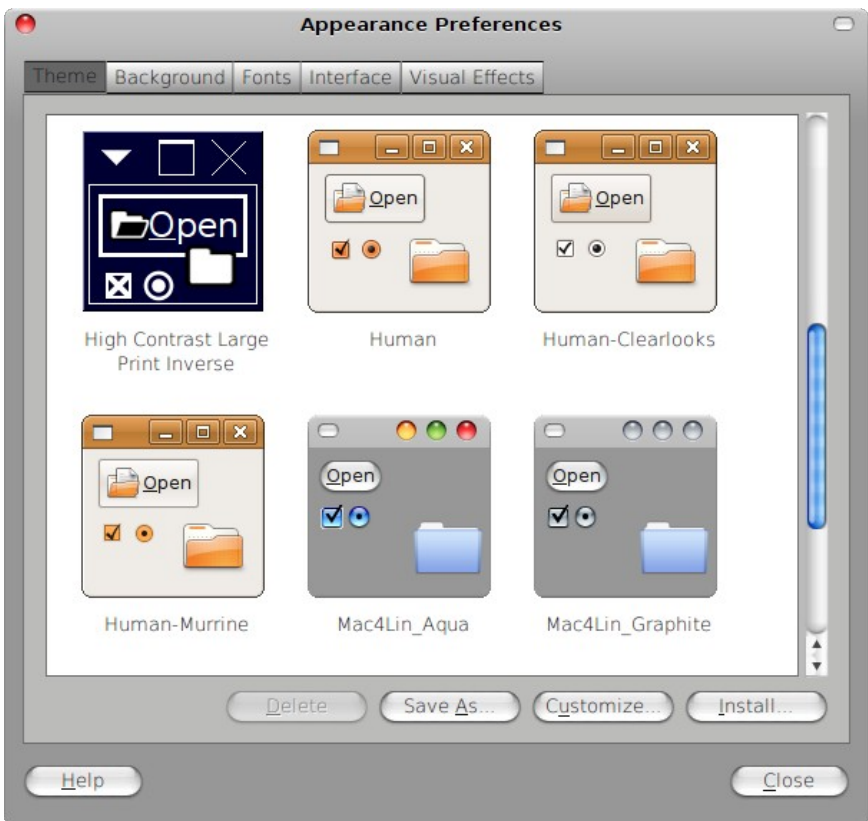 Appearance Preferences
Theme Background Fonts Interface Visual Effects
Open
Open
Open
High Contrast Large
Print Inverse
Human
Human-Clearlooks
Open
Open
Open
Human-Murrine
Mac4Lin_Aqua
Mac4Lin_Graphite
Delete
Save As...
Customize...
Install...
Help
Close